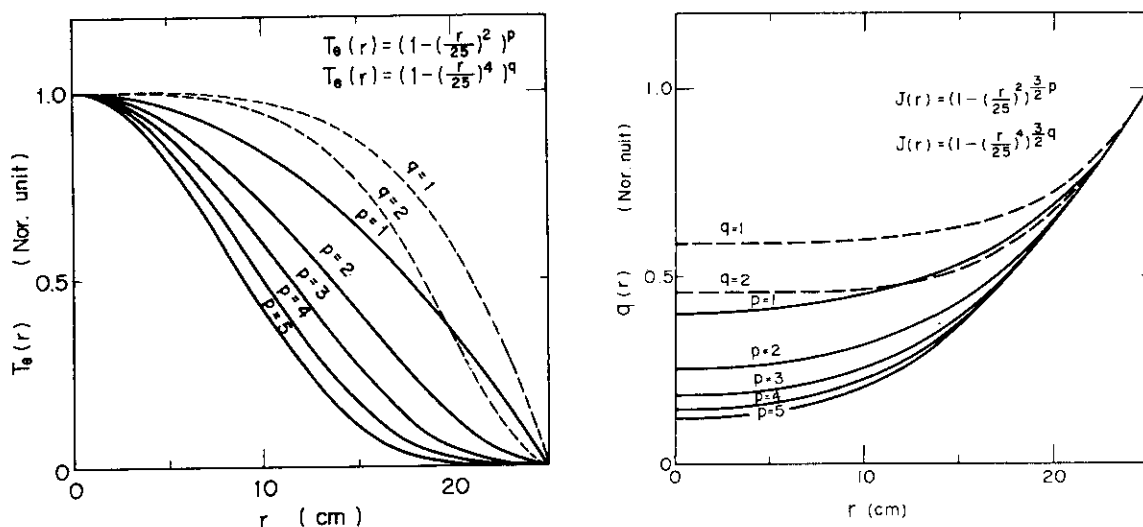 T_e (r) = (1-(r/25)^2)^p
T_e (r) = (1-(r/25)^4)^q
1.0
0.5
0
T_e (r) (Nor. unit)
q=1
q=2
p=1
p=2
p=3
p=4
p=5
0
10
20
r (cm)
J(r) = (1-(r/25)^2)^{3/2 p}
J(r) = (1-(r/25)^4)^{3/2 q}
1.0
0.5
0
q(r) (Nor. nuit)
q=1
q=2
p=1
p=2
p=3
p=4
p=5
0
10
20
r (cm)